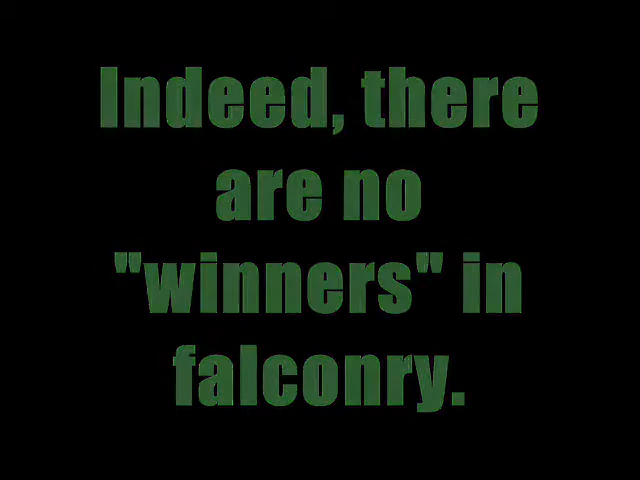 Indeed, there
are no
"winners" in
falconry.